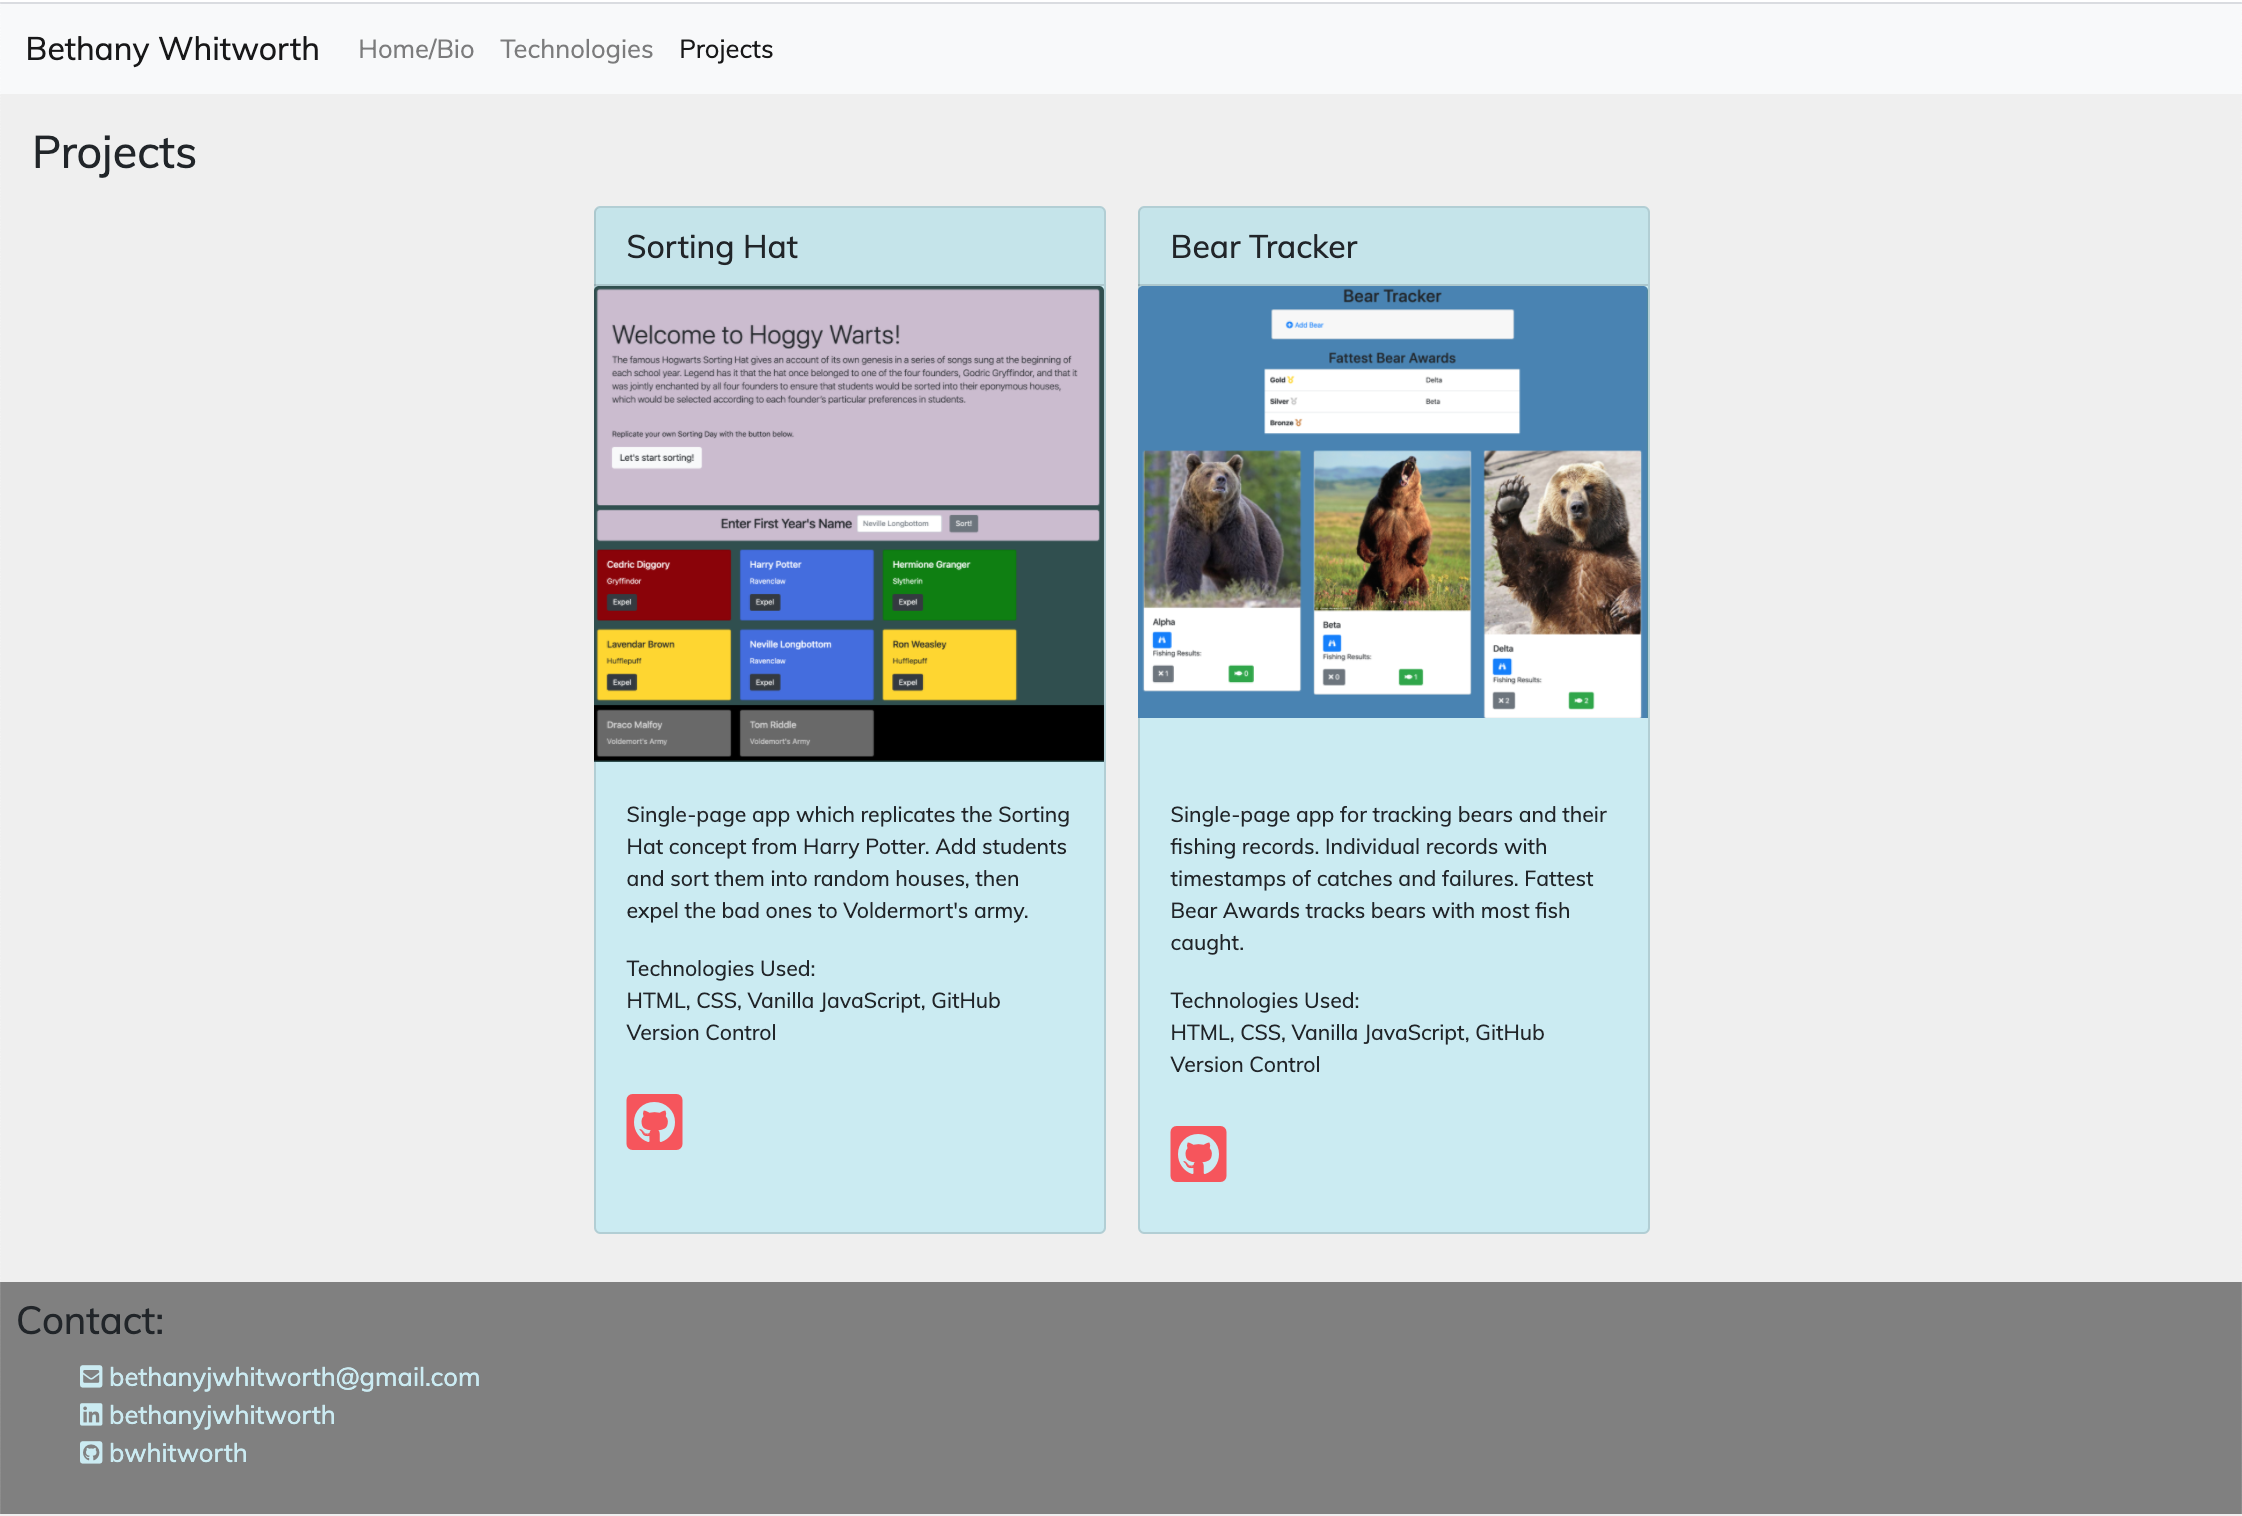 Bethany Whitworth Home/Bio Technologies Projects
Projects
Sorting Hat
Welcome to Hoggy Warts!
The famous Hogwarts Sorting Hat gives an account of its own genesis in a series of songs sung at the beginning of
each school year. Legend has it that the hat once belonged to one of the four founders, Godric Gryffindor, and that it
was jointly enchanted by all four founders to ensure that students would be sorted into their eponymous houses,
which would be selected according to each founder's particular preferences in students.
Replicate your own Sorting Day with the button below.
Let's start sorting!
Enter First Year's Name Neville Longbottom Sort!
Cedric Diggory
Gryffindor
Expel
Harry Potter
Ravenclaw
Expel
Hermione Granger
Slytherin
Expel
Lavendar Brown
Hufflepuff
Expel
Neville Longbottom
Ravenclaw
Expel
Ron Weasley
Hufflepuff
Expel
Draco Malfoy
Voldemort's Army
Tom Riddle
Voldemort's Army
Single-page app which replicates the Sorting
Hat concept from Harry Potter. Add students
and sort them into random houses, then
expel the bad ones to Voldermort's army.
Technologies Used:
HTML, CSS, Vanilla JavaScript, GitHub
Version Control
Bear Tracker
Bear Tracker
Add Bear
Fattest Bear Awards
Gold Delta
Silver Beta
Bronze
Alpha
Fishing Results:
x 1 0
Beta
Fishing Results:
x 0 1
Delta
Fishing Results:
x 2 2
Single-page app for tracking bears and their
fishing records. Individual records with
timestamps of catches and failures. Fattest
Bear Awards tracks bears with most fish
caught.
Technologies Used:
HTML, CSS, Vanilla JavaScript, GitHub
Version Control
Contact:
bethanyjwhitworth@gmail.com
in bethanyjwhitworth
bwhitworth